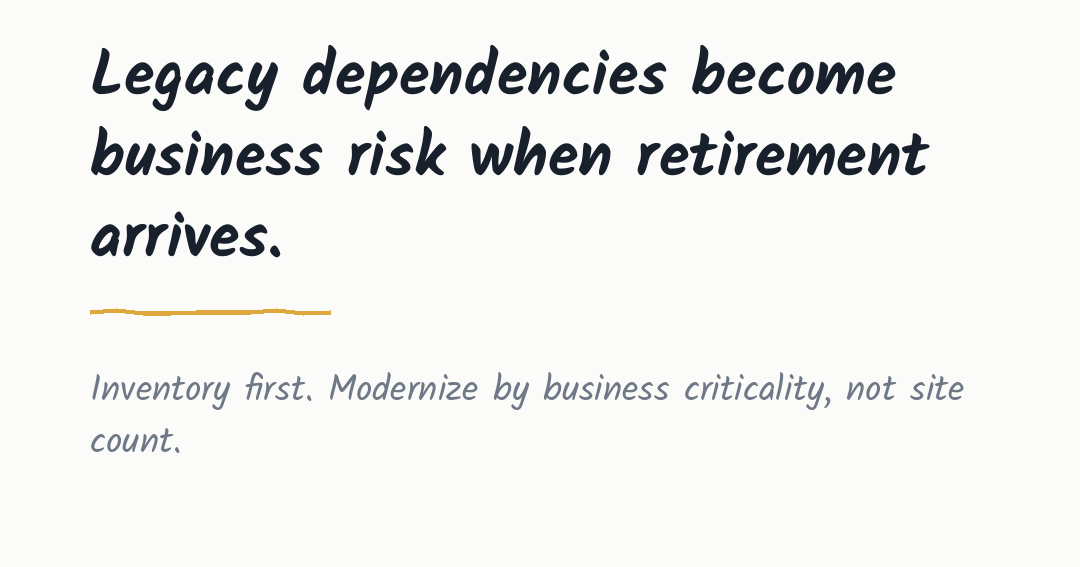 Legacy dependencies become
business risk when retirement
arrives.
Inventory first. Modernize by business criticality, not site
count.